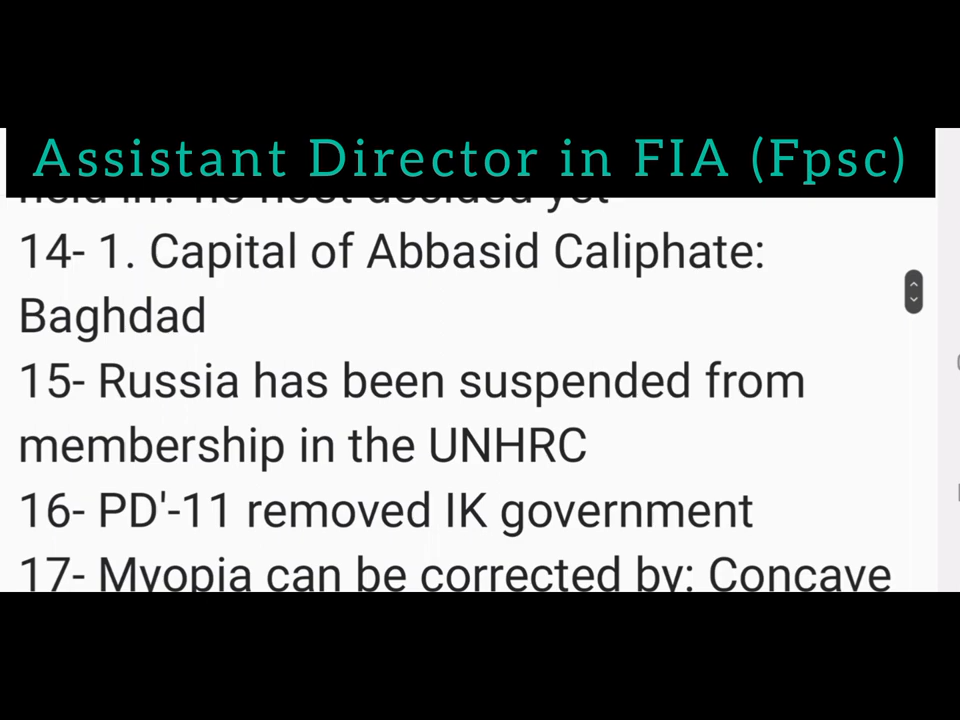 Assistant Director in FIA (Fpsc)
14- 1. Capital of Abbasid Caliphate:
Baghdad
15- Russia has been suspended from
membership in the UNHRC
16- PD'-11 removed IK government
17- Myopia can be corrected by: Concave